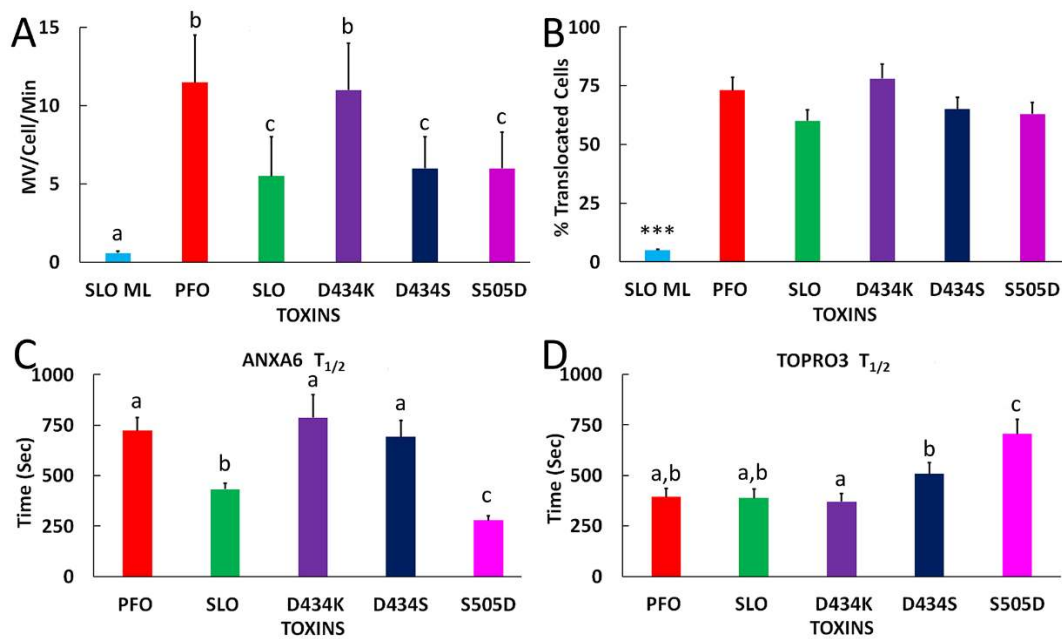 A
MV/Cell/Min
15
10
5
0
a
b
c
b
c
c
SLO ML PFO SLO D434K D434S S505D
TOXINS
B
% Translocated Cells
100
75
50
25
0
***
SLO ML PFO SLO D434K D434S S505D
TOXINS
C
ANXA6 T1/2
Time (Sec)
1000
750
500
250
0
a
b
a
a
c
PFO SLO D434K D434S S505D
TOXINS
D
TOPRO3 T1/2
Time (Sec)
1000
750
500
250
0
a,b
a,b
a
b
c
PFO SLO D434K D434S S505D
TOXINS